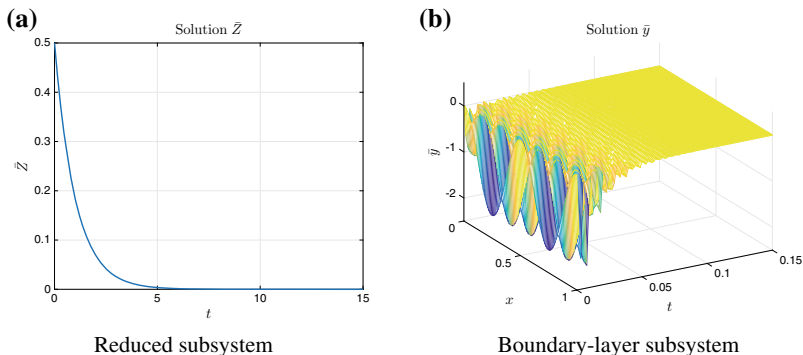 (a)
Solution Z̄
0.5
0.4
0.3
0.2
0.1
0
Z̄
0 5 10 15
t
Reduced subsystem
(b)
Solution ȳ
0
-1
-2
ȳ
0
0.5
1
x
0
0.05
0.1
0.15
t
Boundary-layer subsystem